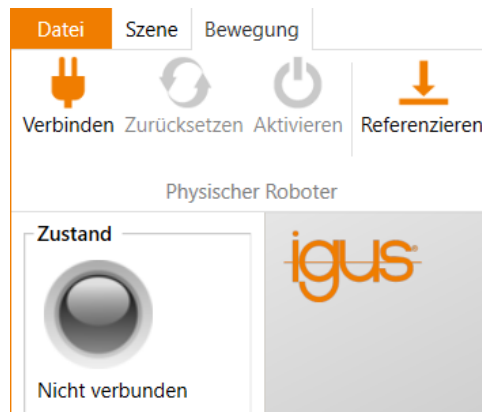 Datei Szene Bewegung
Verbinden Zurücksetzen Aktivieren Referenzieren
Physischer Roboter
Zustand
igus®
Nicht verbunden